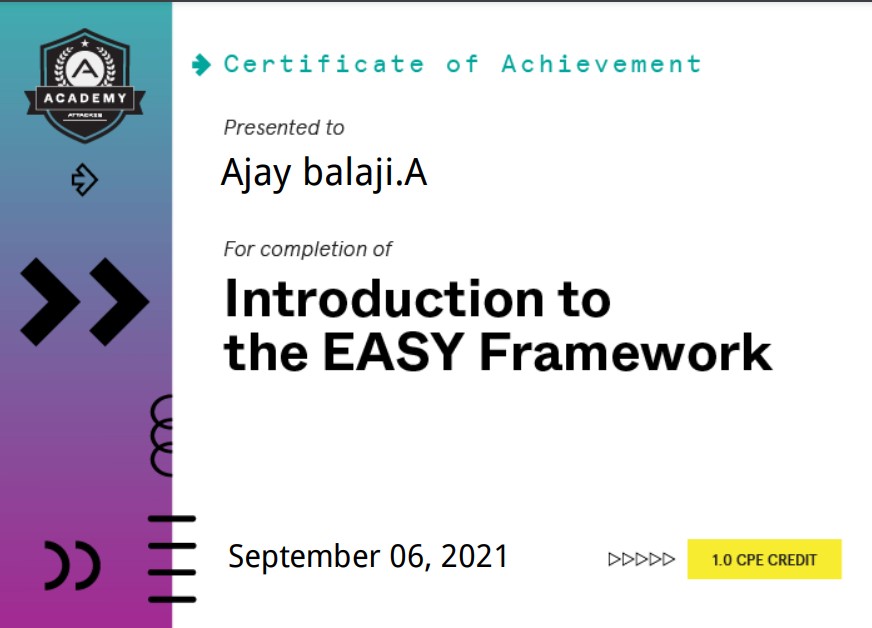 ACADEMY
ATTACKIQ
Certificate of Achievement
Presented to
Ajay balaji.A
For completion of
Introduction to
the EASY Framework
September 06, 2021
1.0 CPE CREDIT